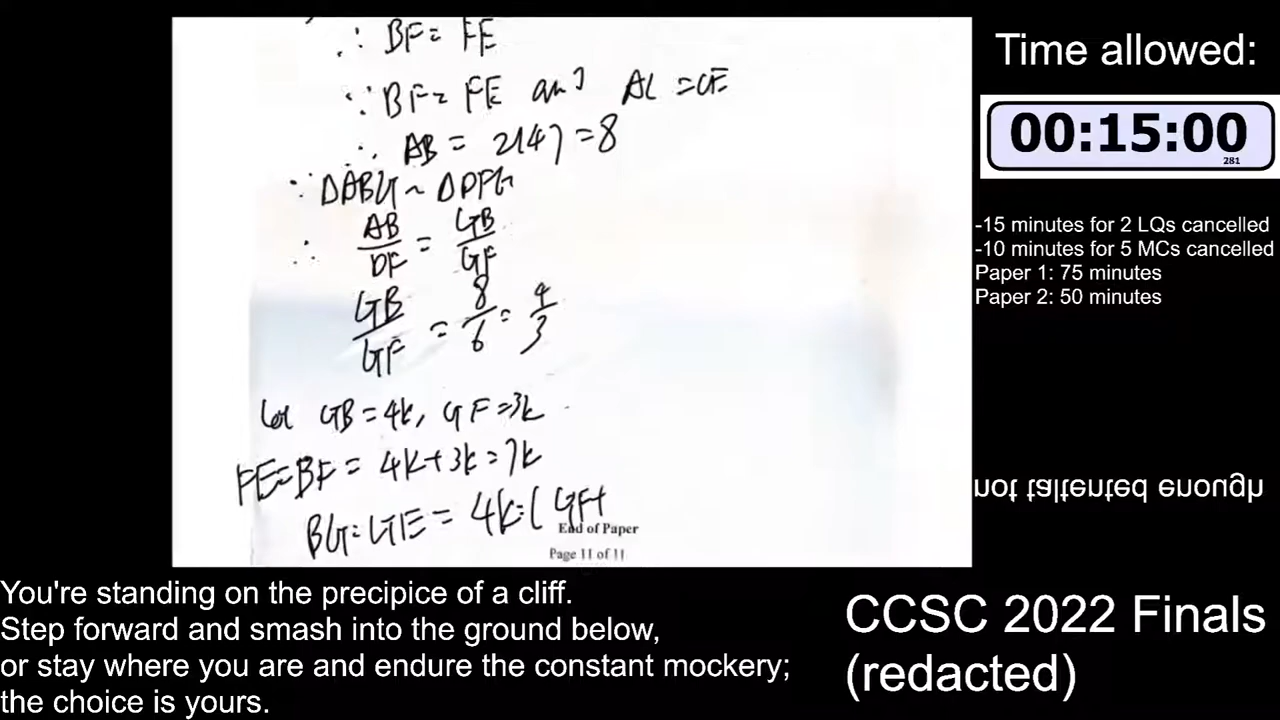 ∴ BF = FE
∵ BF = FE and AC = CE
∴ AB = 2(4) = 8
∵ ΔABG ~ ΔDFG
∴ AB/DF = GB/GF
GB/GF = 8/6 = 4/3
let GB = 4k, GF = 3k
FE = BF = 4k + 3k = 7k
BG : GE = 4k : ( GF+
End of Paper
Page 11 of 11
Time allowed:
00:15:00
281
-15 minutes for 2 LQs cancelled
-10 minutes for 5 MCs cancelled
Paper 1: 75 minutes
Paper 2: 50 minutes
not taltented enough
You're standing on the precipice of a cliff.
Step forward and smash into the ground below,
or stay where you are and endure the constant mockery;
the choice is yours.
CCSC 2022 Finals
(redacted)